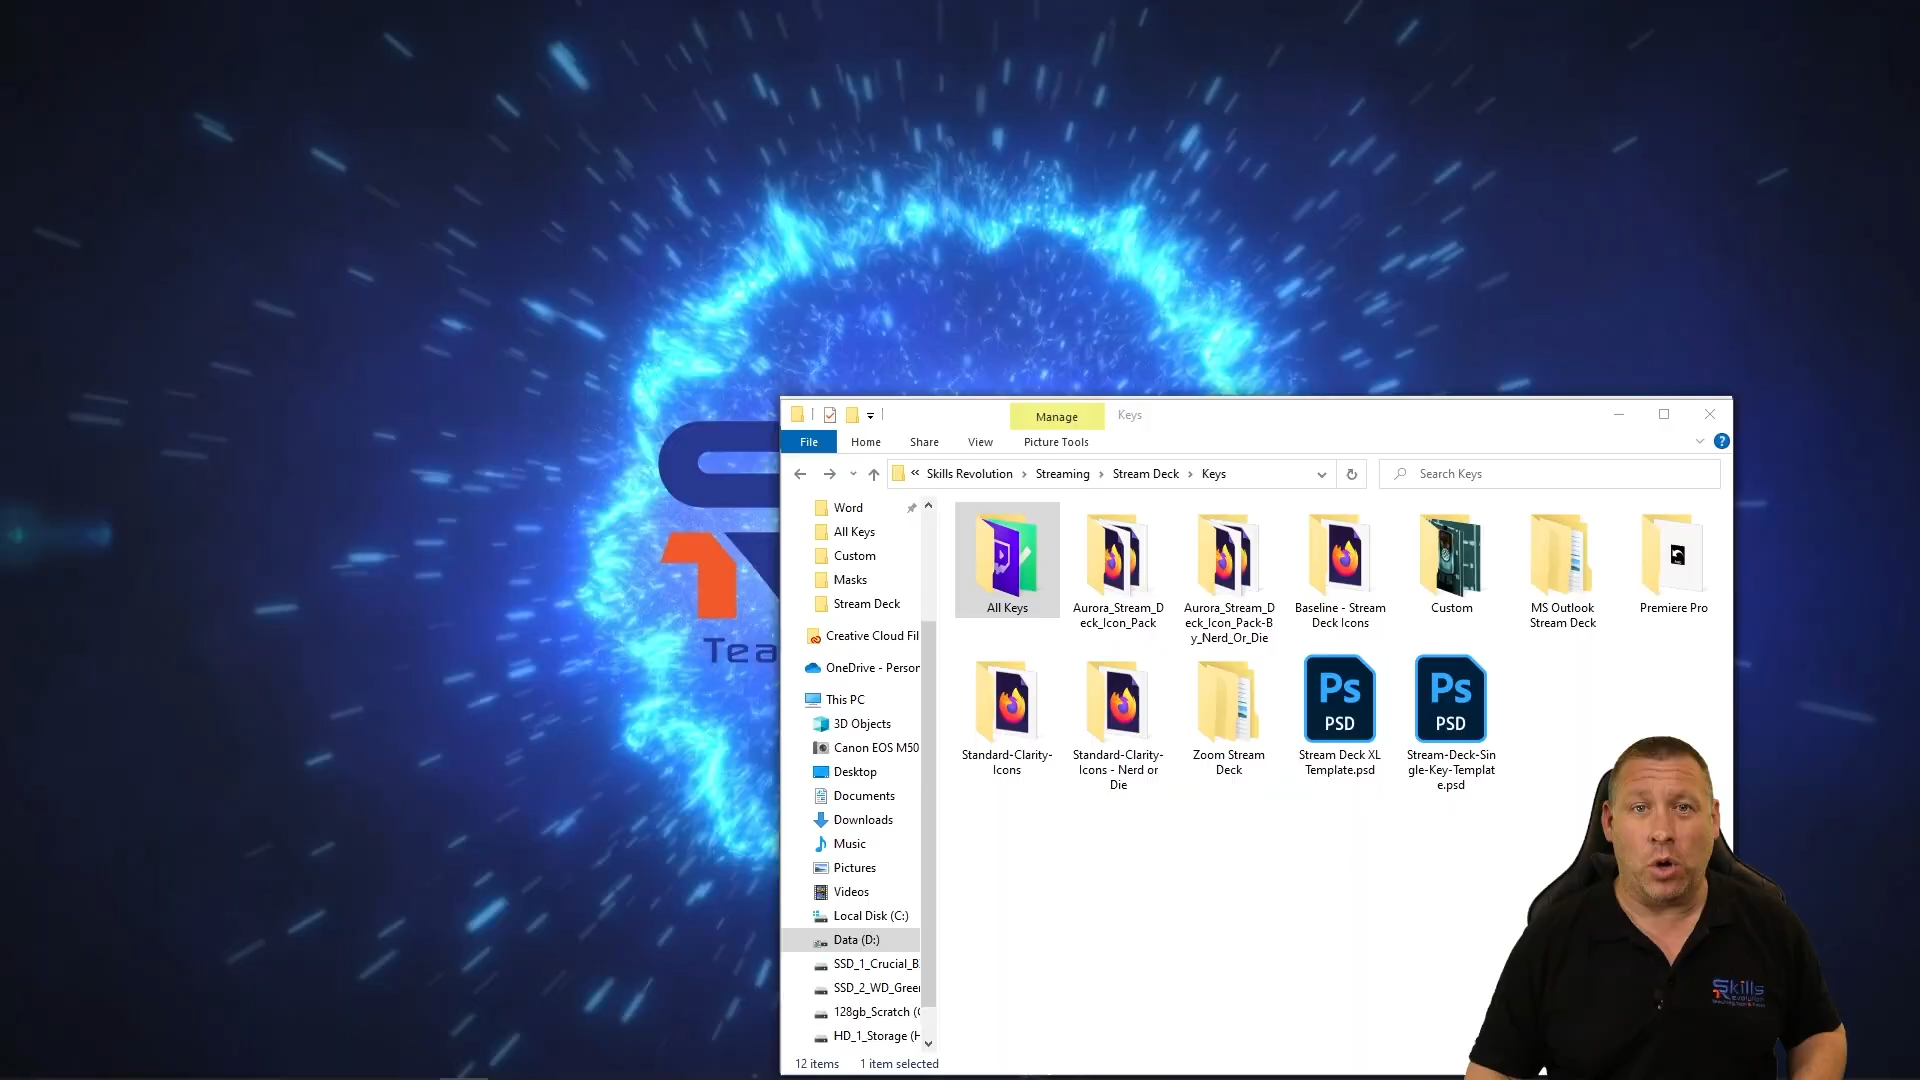 Tea
Manage
Keys
File
Home
Share
View
Picture Tools
« Skills Revolution › Streaming › Stream Deck › Keys
Search Keys
Word
All Keys
Custom
Masks
Stream Deck
Creative Cloud Fil
OneDrive - Person
This PC
3D Objects
Canon EOS M50
Desktop
Documents
Downloads
Music
Pictures
Videos
Local Disk (C:)
Data (D:)
SSD_1_Crucial_B
SSD_2_WD_Green
128gb_Scratch (
HD_1_Storage (H
All Keys
Aurora_Stream_D
eck_Icon_Pack
Aurora_Stream_D
eck_Icon_Pack-B
y_Nerd_Or_Die
Baseline - Stream
Deck Icons
Custom
MS Outlook
Stream Deck
Premiere Pro
Standard-Clarity-
Icons
Standard-Clarity-
Icons - Nerd or
Die
Zoom Stream
Deck
Ps
PSD
Stream Deck XL
Template.psd
Ps
PSD
Stream-Deck-Sin
gle-Key-Templat
e.psd
12 items
1 item selected
Skills
Revolution